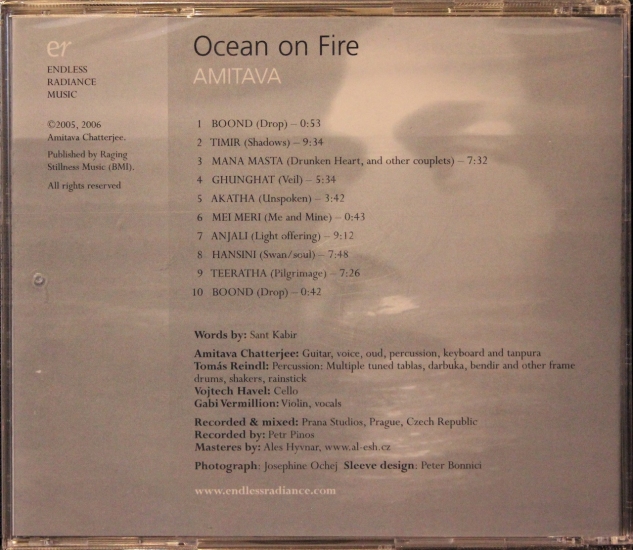 er
ENDLESS
RADIANCE
MUSIC
©2005, 2006
Amitava Chatterjee.
Published by Raging
Stillness Music (BMI).
All rights reserved
Ocean on Fire
AMITAVA
1 BOOND (Drop) – 0:53
2 TIMIR (Shadows) – 9:34
3 MANA MASTA (Drunken Heart, and other couplets) – 7:32
4 GHUNGHAT (Veil) – 5:34
5 AKATHA (Unspoken) – 3:42
6 MEI MERI (Me and Mine) – 0:43
7 ANJALI (Light offering) – 9:12
8 HANSINI (Swan/soul) – 7:48
9 TEERATHA (Pilgrimage) – 7:26
10 BOOND (Drop) – 0:42
Words by: Sant Kabir
Amitava Chatterjee: Guitar, voice, oud, percussion, keyboard and tanpura
Tomás Reindl: Percussion: Multiple tuned tablas, darbuka, bendir and other frame
drums, shakers, rainstick
Vojtech Havel: Cello
Gabi Vermillion: Violin, vocals
Recorded & mixed: Prana Studios, Prague, Czech Republic
Recorded by: Petr Pinos
Masteres by: Ales Hyvnar, www.al-esh.cz
Photograph: Josephine Ochej Sleeve design: Peter Bonnici
www.endlessradiance.com